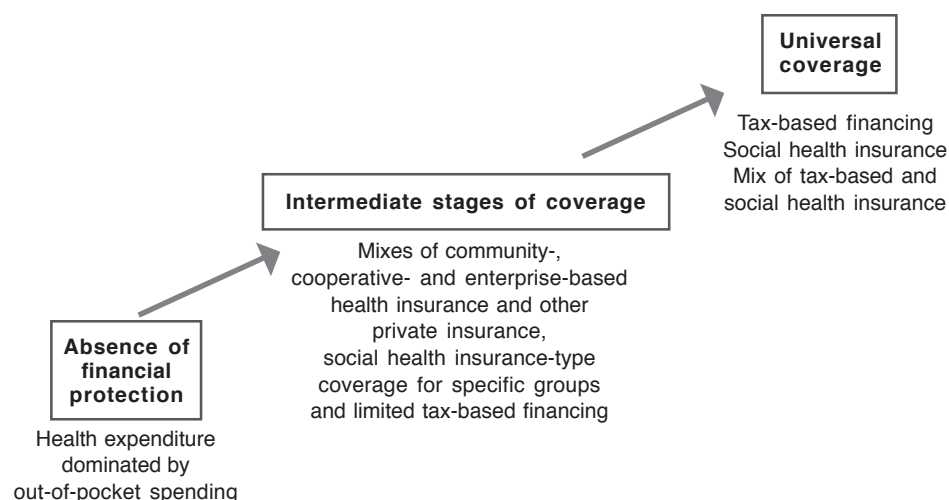 Universal
coverage
Tax-based financing
Social health insurance
Mix of tax-based and
social health insurance
Intermediate stages of coverage
Mixes of community-,
cooperative- and enterprise-based
health insurance and other
private insurance,
social health insurance-type
coverage for specific groups
and limited tax-based financing
Absence of
financial
protection
Health expenditure
dominated by
out-of-pocket spending